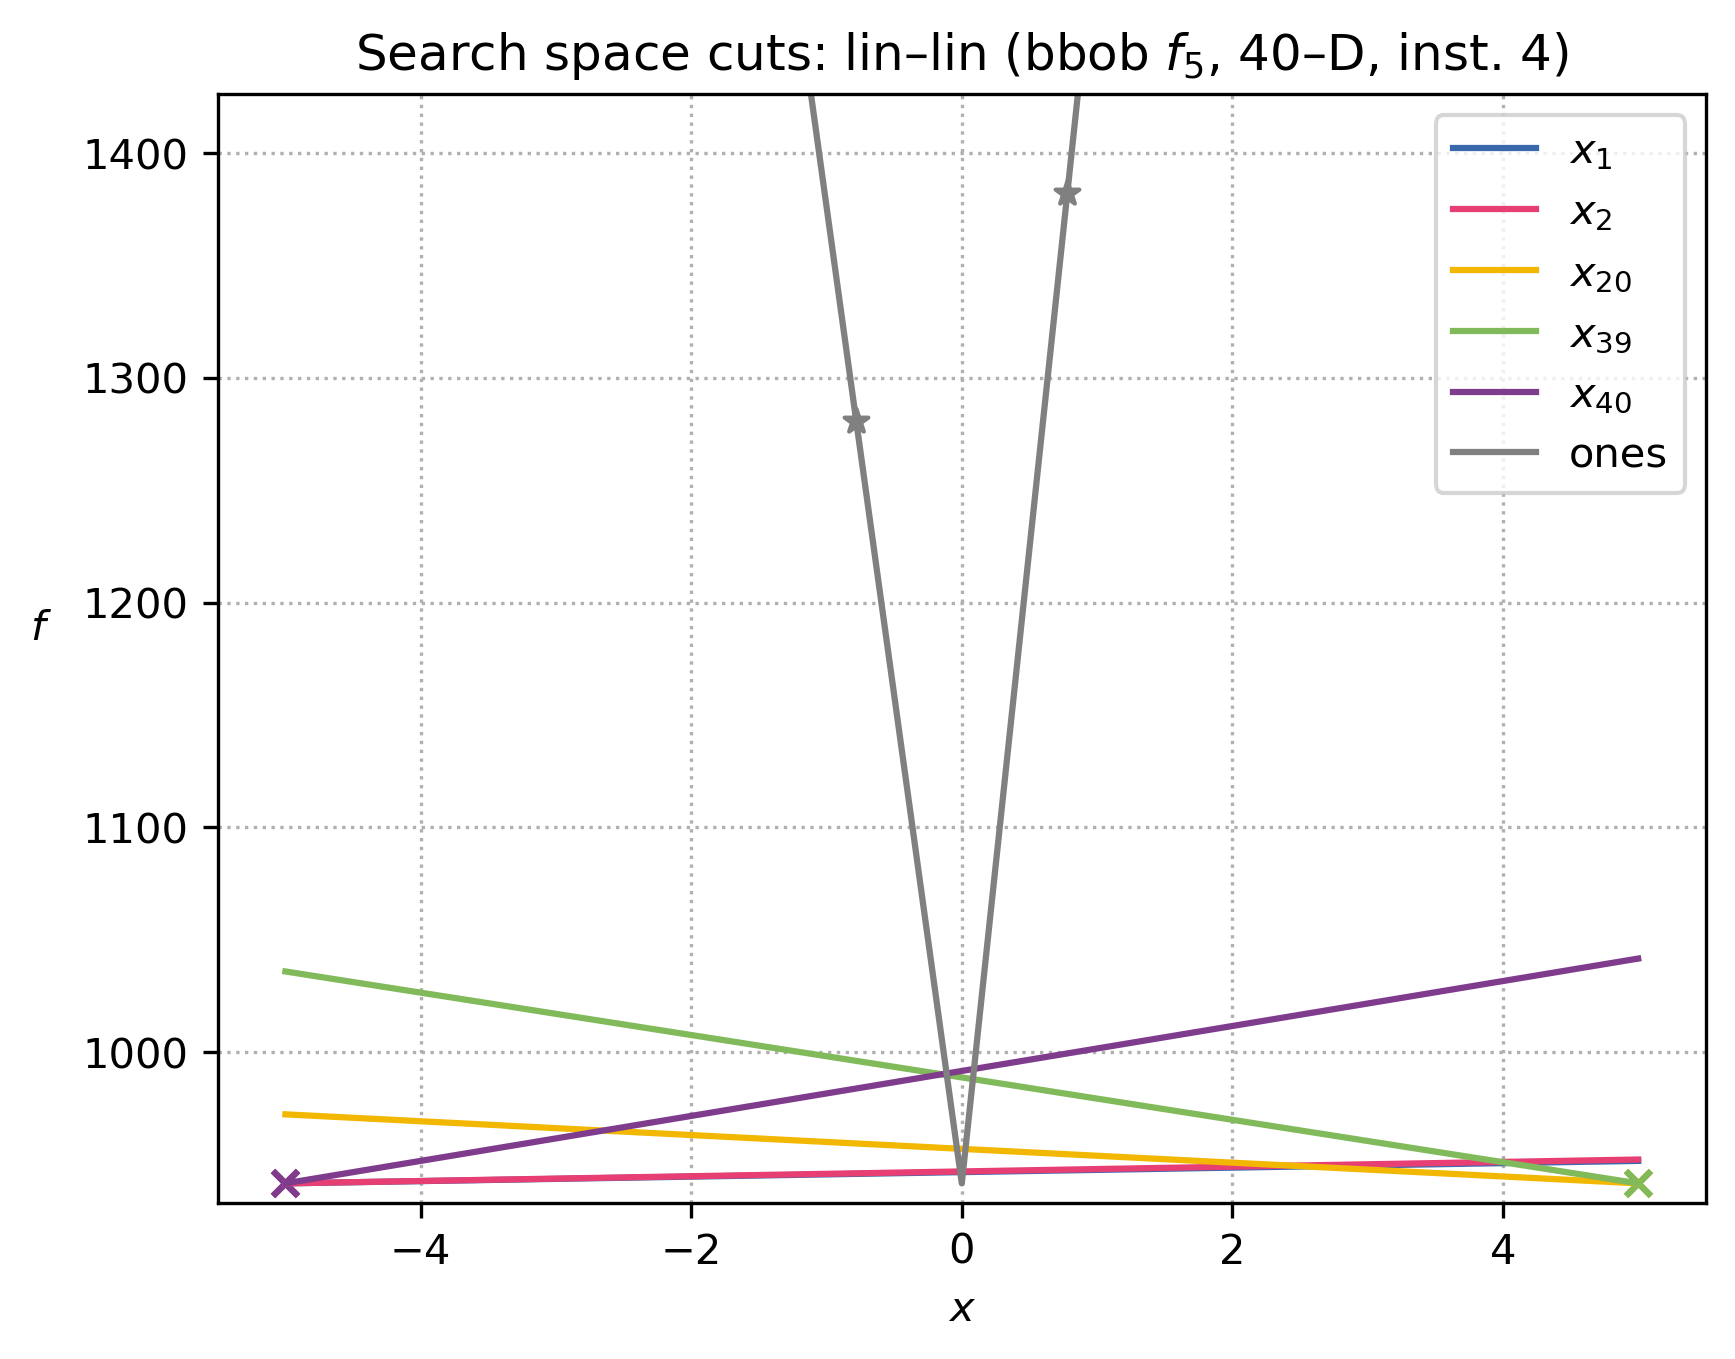 Search space cuts: lin–lin (bbob f₅, 40–D, inst. 4)
1400
1300
1200
1100
1000
f
−4
−2
0
2
4
x
x₁
x₂
x₂₀
x₃₉
x₄₀
ones